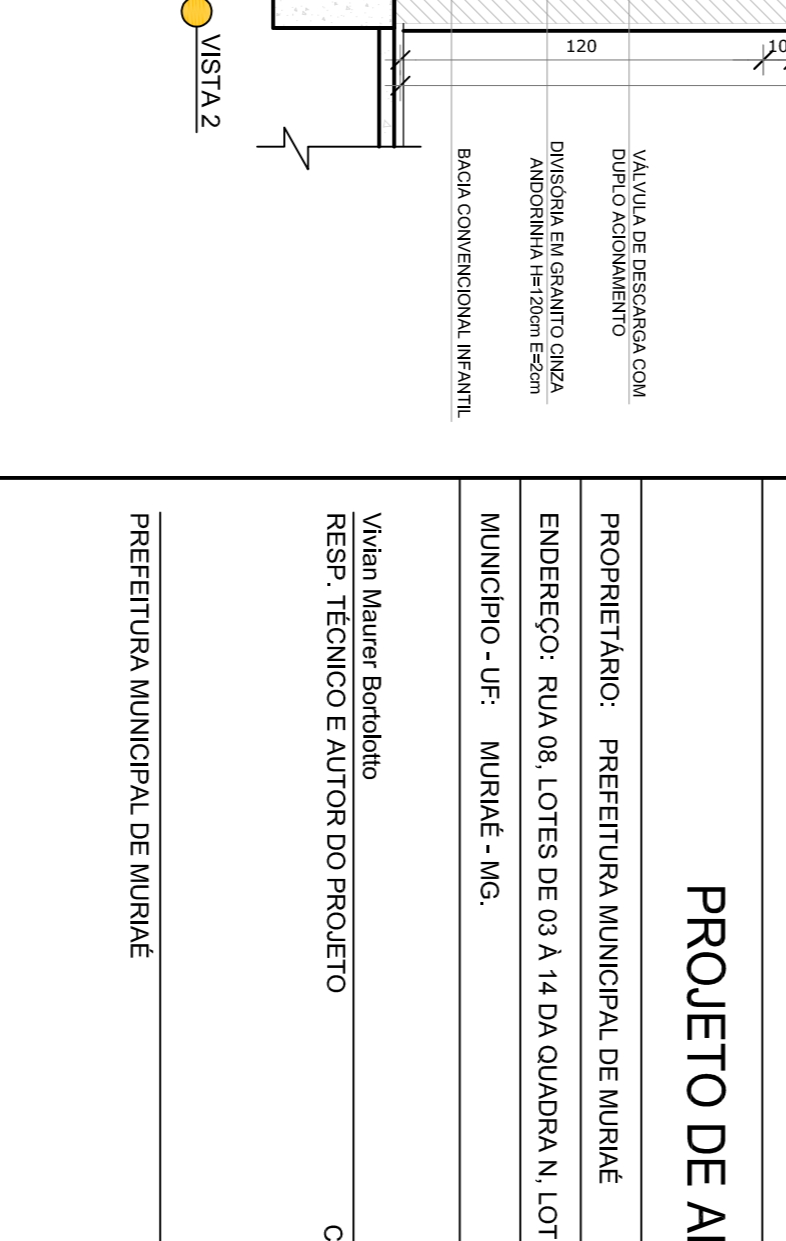 VISTA 2
120
10
VÁLVULA DE DESCARGA COM
DUPLO ACIONAMENTO
DIVISÓRIA EM GRANITO CINZA
ANDORINHA H=120cm E=2cm
BACIA CONVENCIONAL INFANTIL
PROJETO DE
PROPRIETÁRIO: PREFEITURA MUNICIPAL DE MURIAÉ
ENDEREÇO: RUA 08, LOTES DE 03 À 14 DA QUADRA N, LOT
MUNICÍPIO - UF: MURIAÉ - MG.
Vivian Maurer Bortolotto
RESP. TÉCNICO E AUTOR DO PROJETO
C
PREFEITURA MUNICIPAL DE MURIAÉ